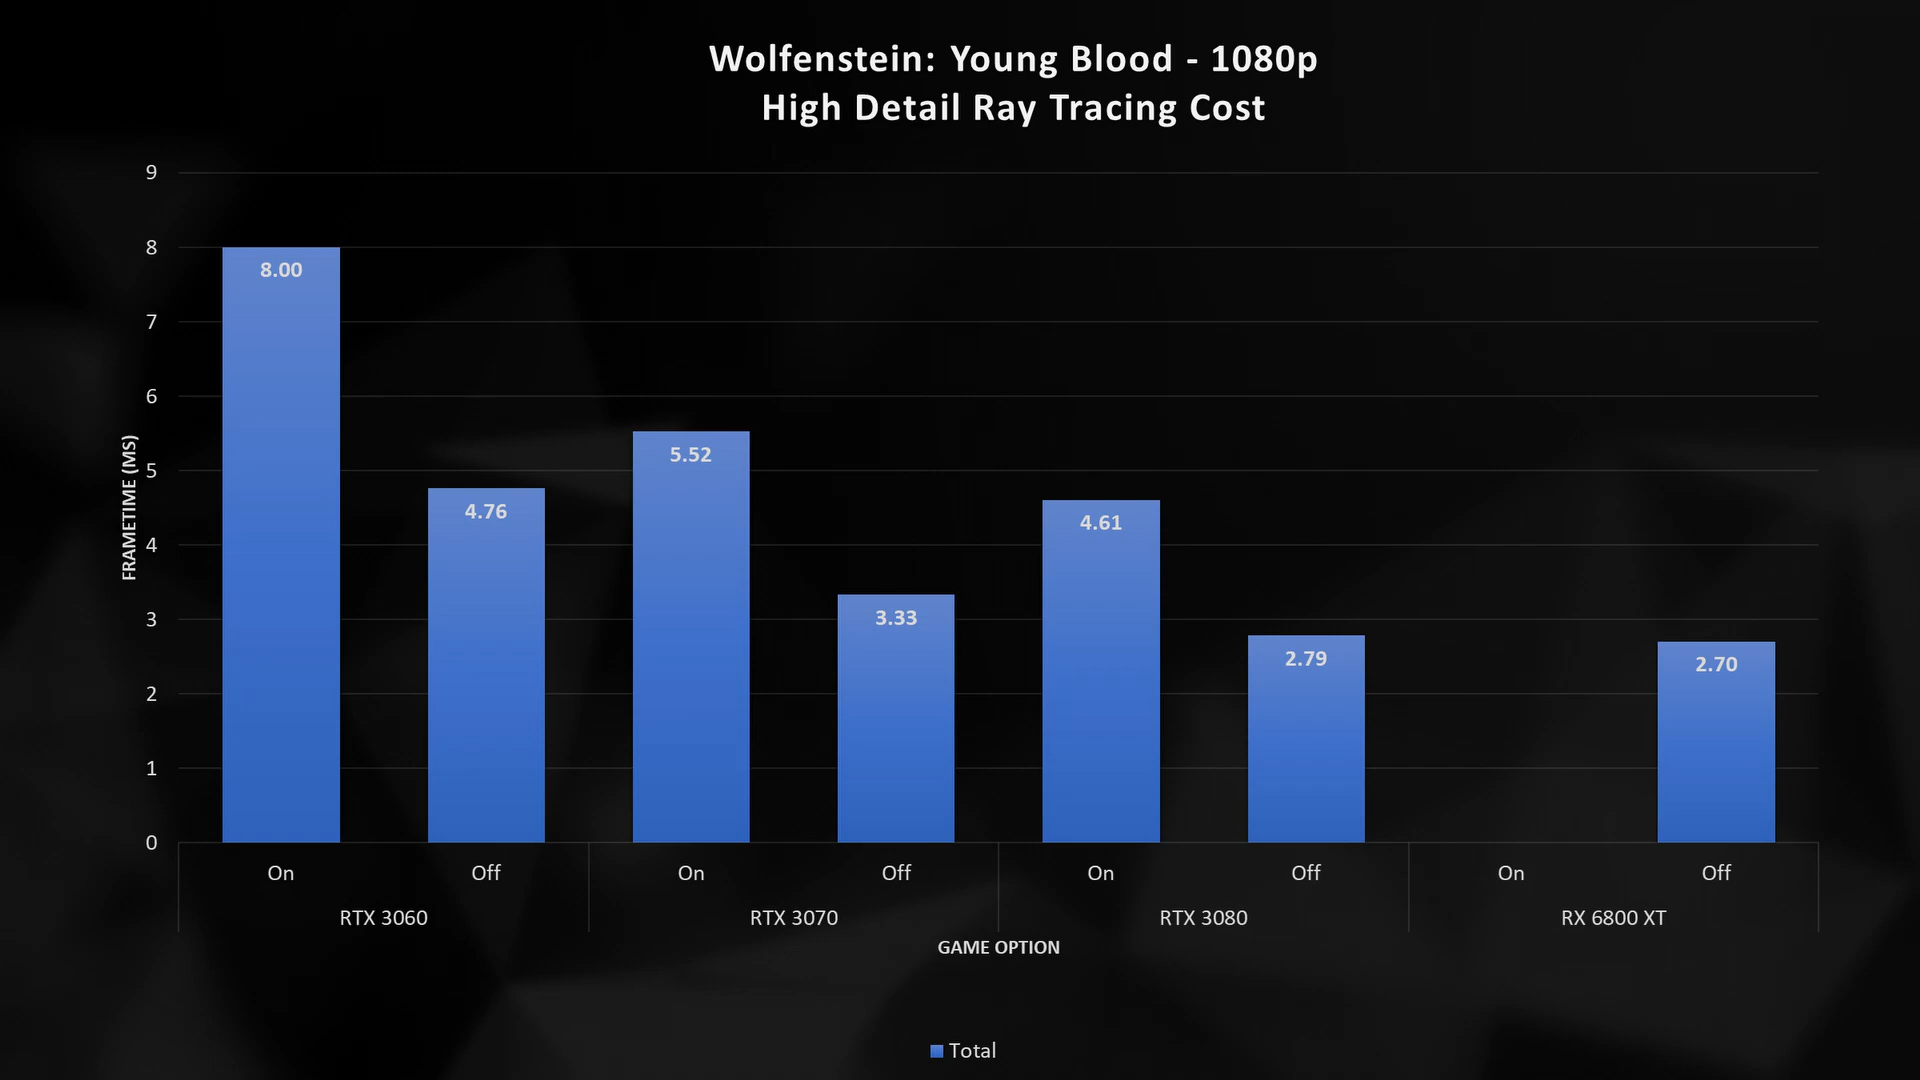 Wolfenstein: Young Blood - 1080p
High Detail Ray Tracing Cost
FRAMETIME (MS)
9
8
7
6
5
4
3
2
1
0
8.00
4.76
5.52
3.33
4.61
2.79
2.70
On Off On Off On Off On Off
RTX 3060 RTX 3070 RTX 3080 RX 6800 XT
GAME OPTION
Total